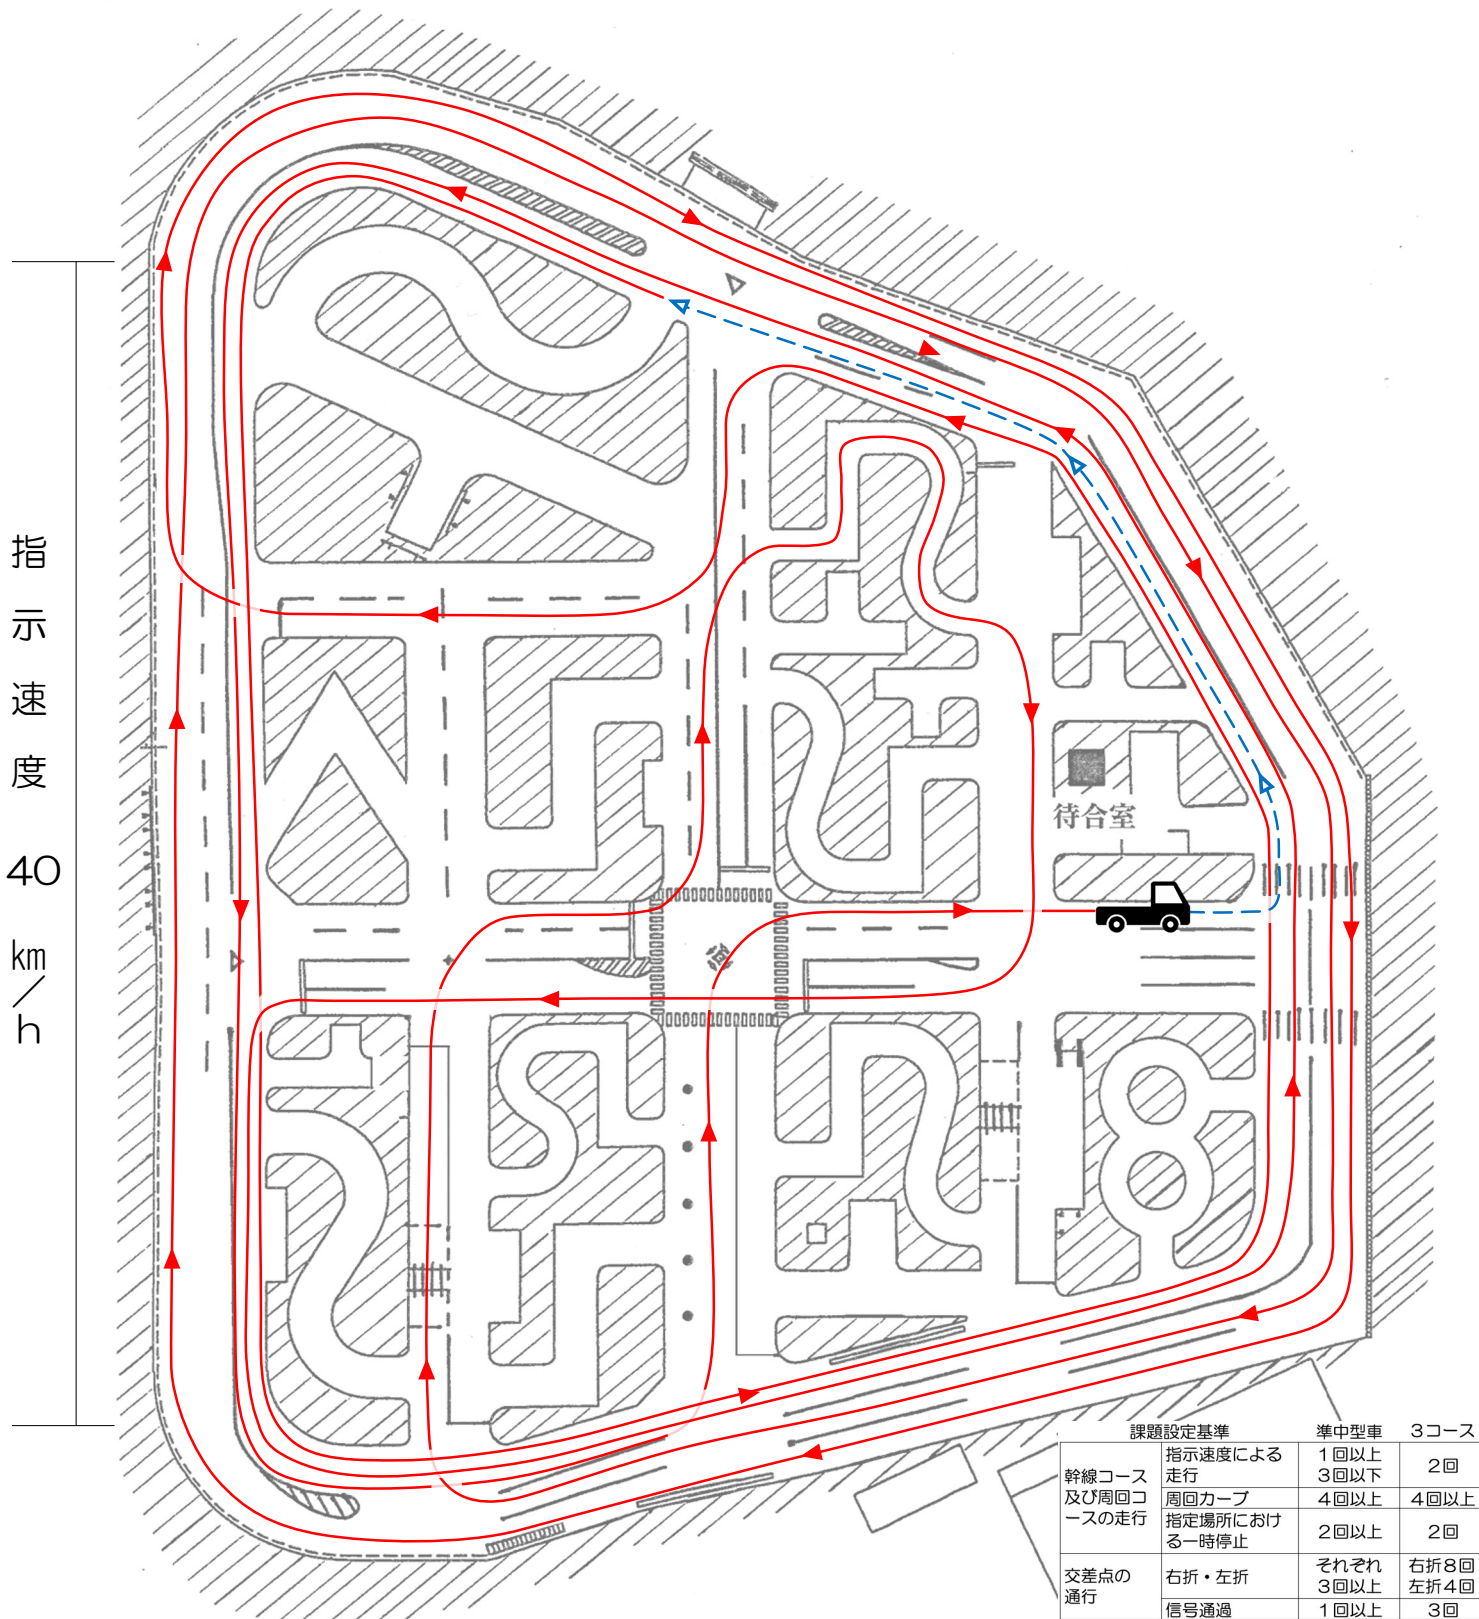 指
示
速
度
40
km
/
h
待合室
課題設定基準 準中型車 3コース
幹線コース
及び周回コ
ースの走行
指示速度による
走行
1回以上
3回以下
2回
周回カーブ 4回以上 4回以上
指定場所におけ
る一時停止
2回以上 2回
交差点の
通行
右折・左折
それぞれ
3回以上
右折8回
左折4回
信号通過 1回以上 3回